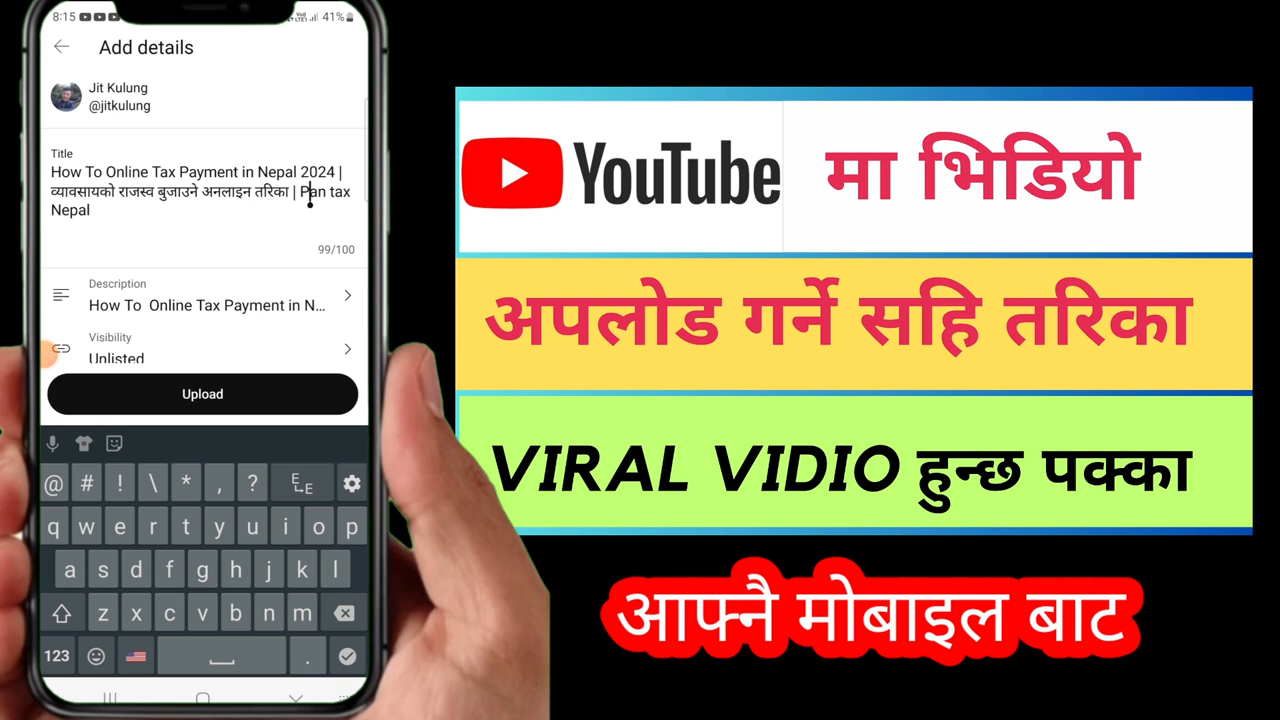 8:15
41%
Add details
Jit Kulung
@jitkulung
Title
How To Online Tax Payment in Nepal 2024 |
व्यावसायको राजस्व बुजाउने अनलाइन तरिका | Pan tax
Nepal
99/100
Description
How To Online Tax Payment in N...
Visibility
Unlisted
Upload
@ # ! \ * , ?
q w e r t y u i o p
a s d f g h j k l
z x c v b n m
123 .
YouTube मा भिडियो
अपलोड गर्ने सहि तरिका
VIRAL VIDIO हुन्छ पक्का
आफ्नै मोबाइल बाट